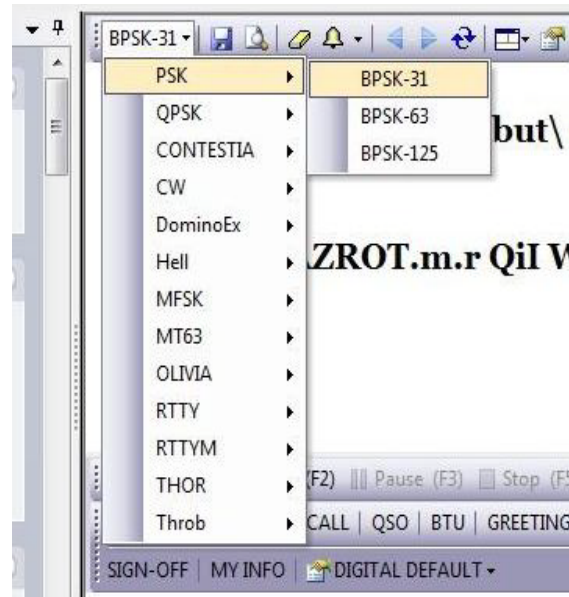 BPSK-31
PSK BPSK-31
QPSK BPSK-63 but\
CONTESTIA BPSK-125
CW
DominoEx
Hell ZROT.m.r QiI
MFSK
MT63
OLIVIA
RTTY
RTTYM
THOR (F2) Pause (F3) Stop
Throb CALL | QSO | BTU | GREETING
SIGN-OFF | MY INFO | DIGITAL DEFAULT